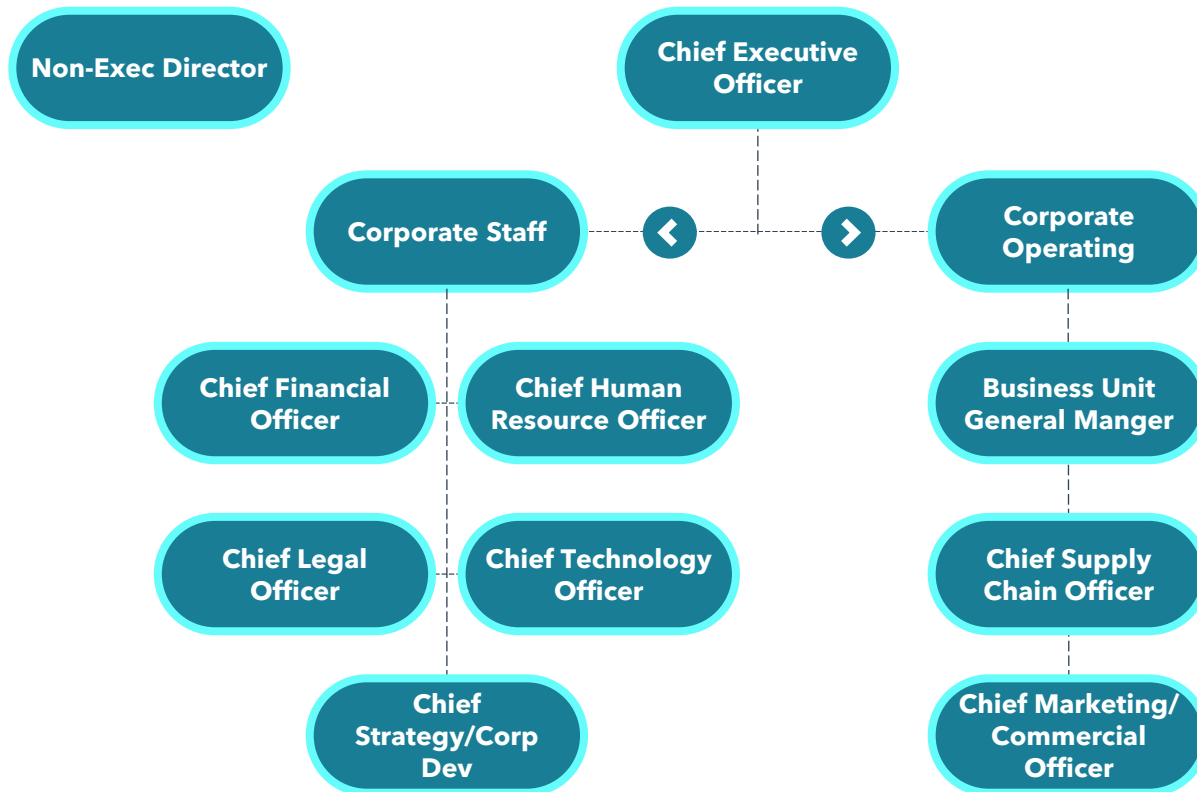 Non-Exec Director
Chief Executive
Officer
Corporate Staff
Corporate
Operating
Chief Financial
Officer
Chief Human
Resource Officer
Business Unit
General Manger
Chief Legal
Officer
Chief Technology
Officer
Chief Supply
Chain Officer
Chief
Strategy/Corp
Dev
Chief Marketing/
Commercial
Officer